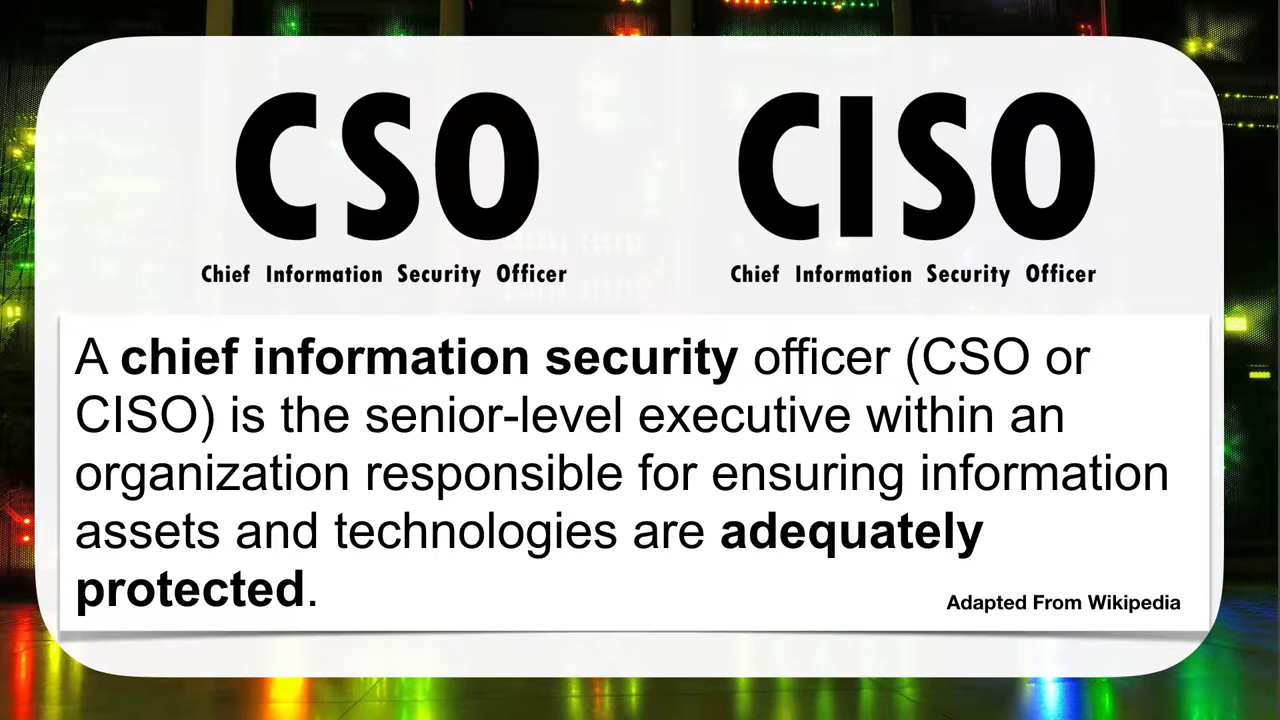 CSO CISO
Chief Information Security Officer Chief Information Security Officer
A chief information security officer (CSO or
CISO) is the senior-level executive within an
organization responsible for ensuring information
assets and technologies are adequately
protected.
Adapted From Wikipedia